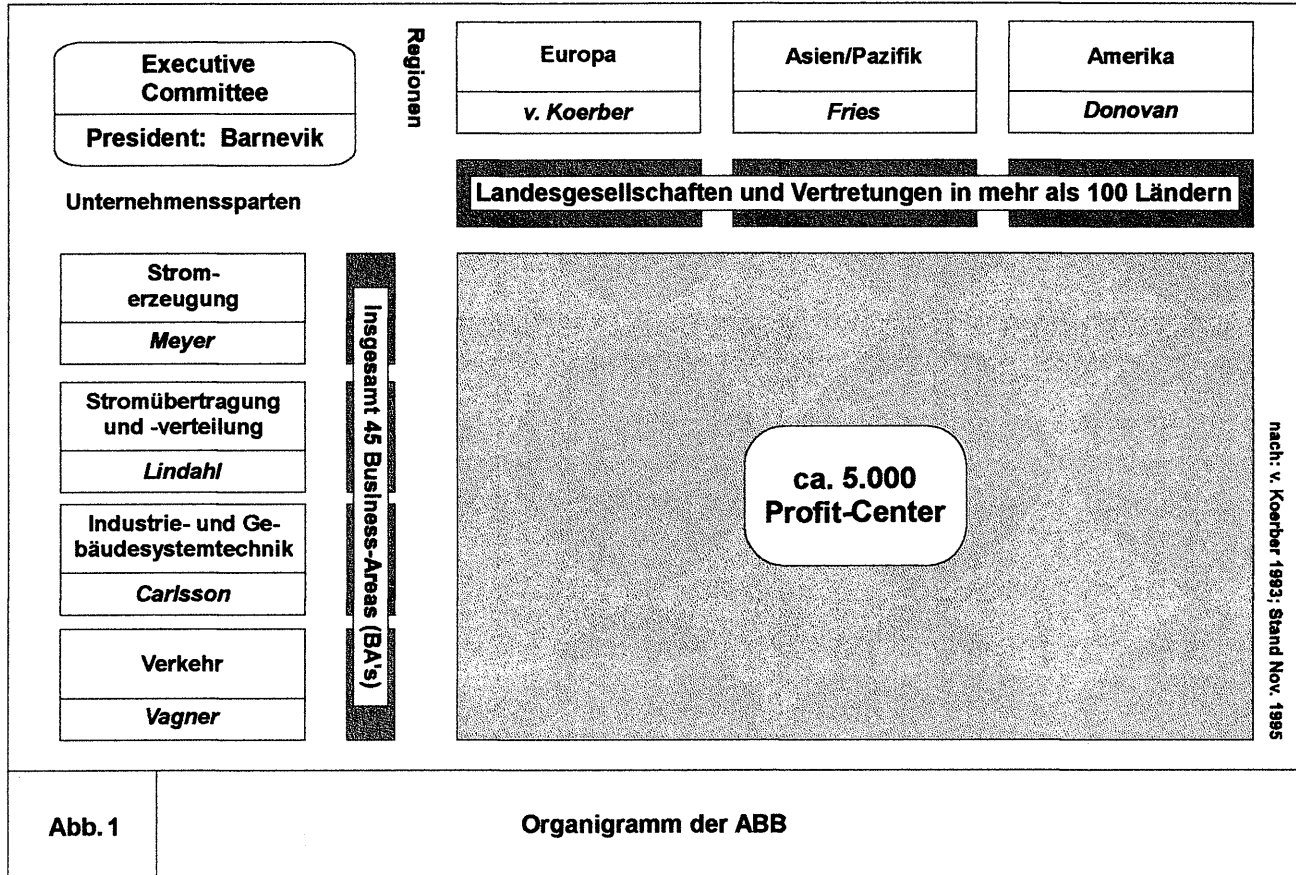 Executive
Committee
President: Barnevik
Regionen
Europa
v. Koerber
Asien/Pazifik
Fries
Amerika
Donovan
Landesgesellschaften und Vertretungen in mehr als 100 Ländern
Unternehmenssparten
Strom-
erzeugung
Meyer
Stromübertragung
und -verteilung
Lindahl
Industrie- und Ge-
bäudesystemtechnik
Carlsson
Verkehr
Vagner
Insgesamt 45 Business-Areas (BA's)
ca. 5.000
Profit-Center
nach: v. Koerber 1993; Stand Nov. 1995
Abb. 1
Organigramm der ABB